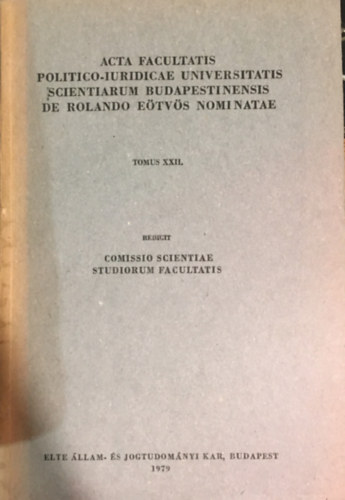 ACTA FACULTATIS
POLITICO-IURIDICAE UNIVERSITATIS
SCIENTIARUM BUDAPESTINENSIS
DE ROLANDO EÖTVÖS NOMINATAE
TOMUS XXII.
REDIGIT
COMISSIO SCIENTIAE
STUDIORUM FACULTATIS
ELTE ÁLLAM- ÉS JOGTUDOMÁNYI KAR, BUDAPEST
1979